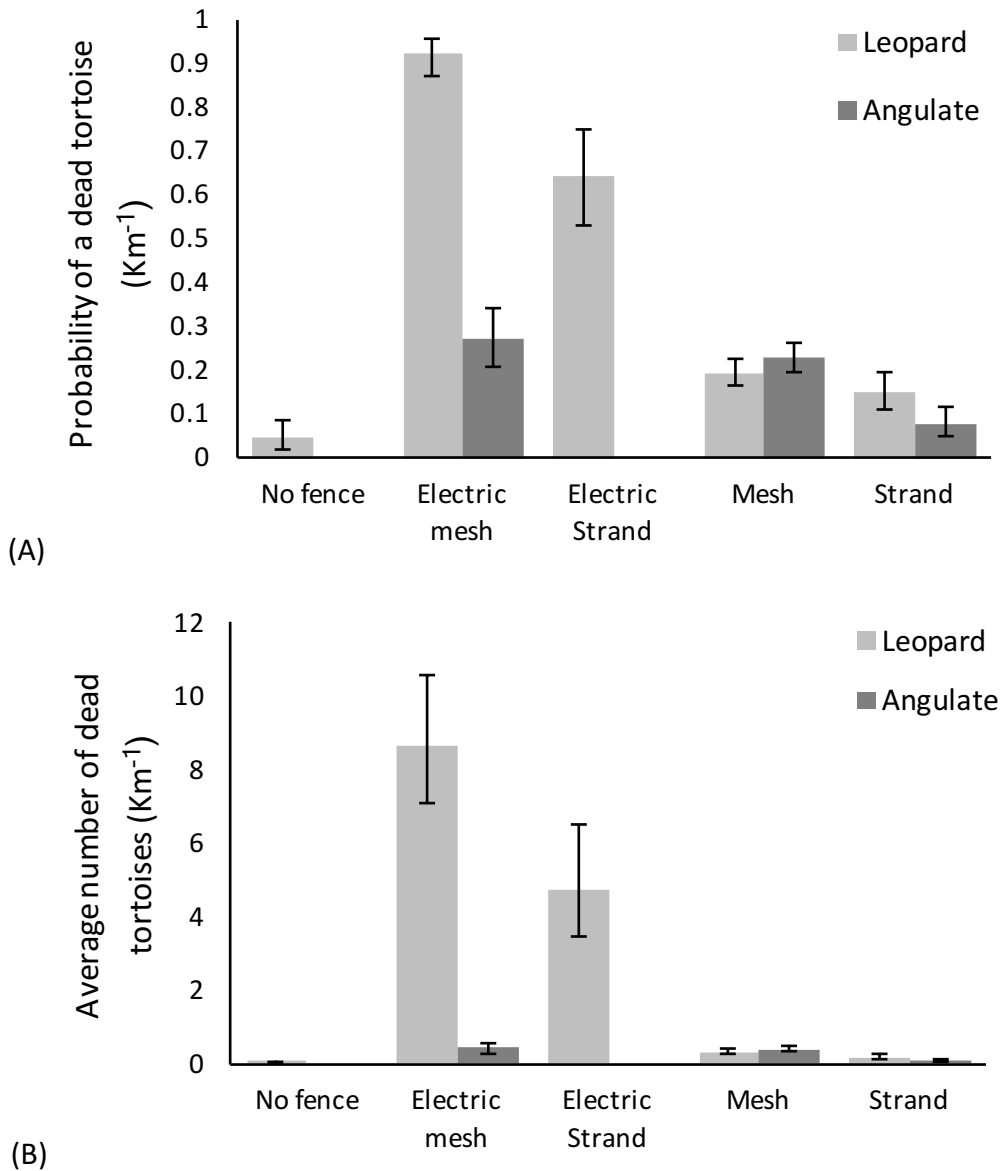 Probability of a dead tortoise
(Km⁻¹)
1
0.9
0.8
0.7
0.6
0.5
0.4
0.3
0.2
0.1
0
Leopard
Angulate
No fence
Electric
mesh
Electric
Strand
Mesh
Strand
(A)
Average number of dead
tortoises (Km⁻¹)
12
10
8
6
4
2
0
Leopard
Angulate
No fence
Electric
mesh
Electric
Strand
Mesh
Strand
(B)